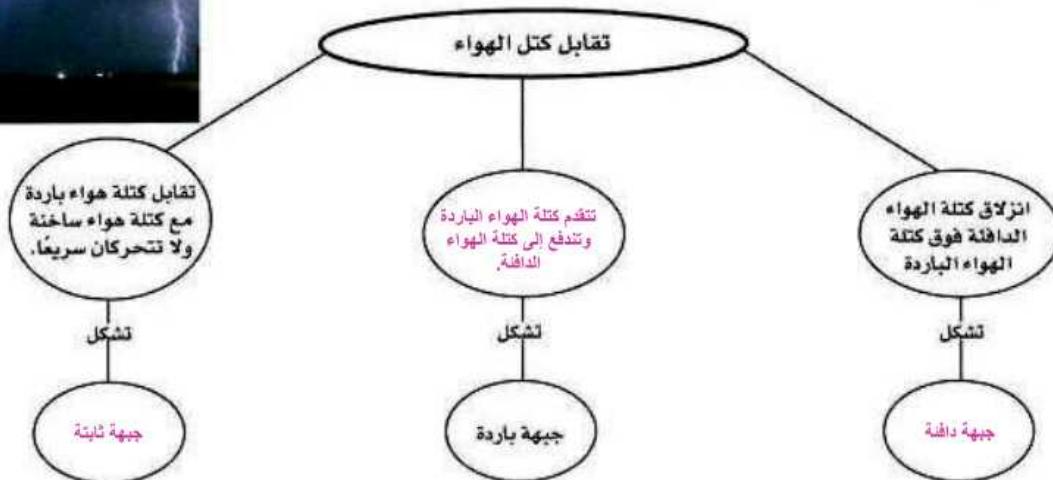 تقابل كتل الهواء
انزلاق كتلة الهواء
الدافئة فوق كتلة
الهواء الباردة
تشكل
جبهة دافئة
تتقدم كتلة الهواء الباردة
وتندفع إلى كتلة الهواء
الدافئة.
تشكل
جبهة باردة
تقابل كتلة هواء باردة
مع كتلة هواء ساخنة
ولا تتحركان سريعًا.
تشكل
جبهة ثابتة